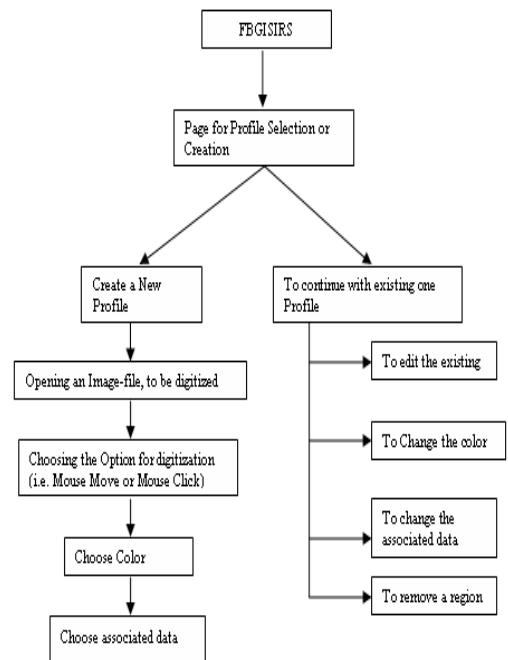 FBGISIRS
Page for Profile Selection or
Creation
Create a New
Profile
To continue with existing one
Profile
Opening an Image-file, to be digitized
To edit the existing
Choosing the Option for digitization
(i.e. Mouse Move or Mouse Click)
To Change the color
Choose Color
To change the
associated data
Choose associated data
To remove a region